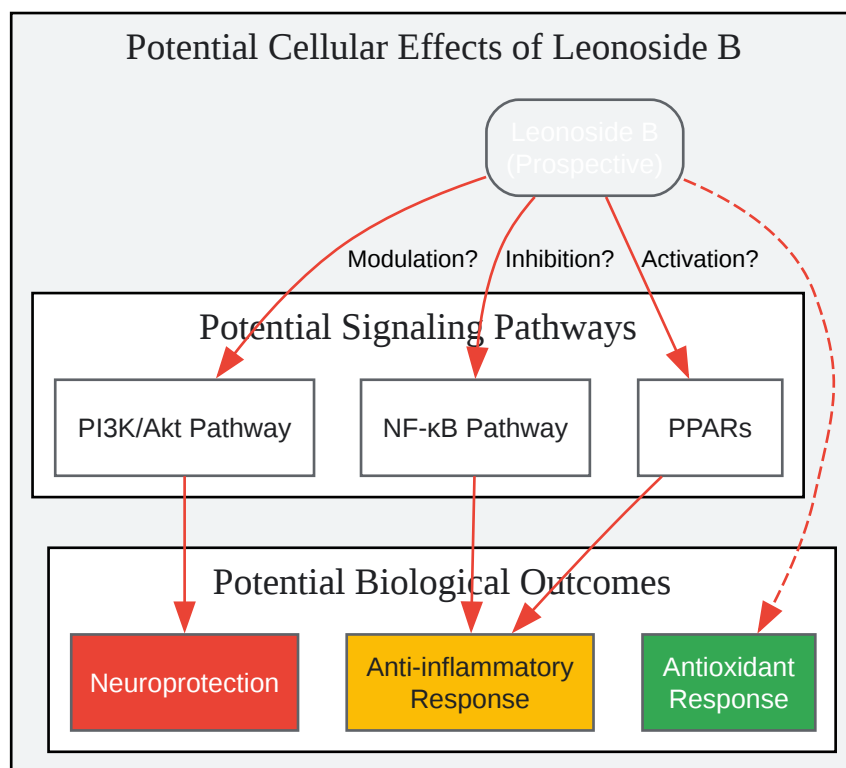 Potential Cellular Effects of Leonoside B
Leonoside B
(Prospective)
Modulation?
Inhibition?
Activation?
Potential Signaling Pathways
PI3K/Akt Pathway
NF-κB Pathway
PPARs
Potential Biological Outcomes
Neuroprotection
Anti-inflammatory
Response
Antioxidant
Response